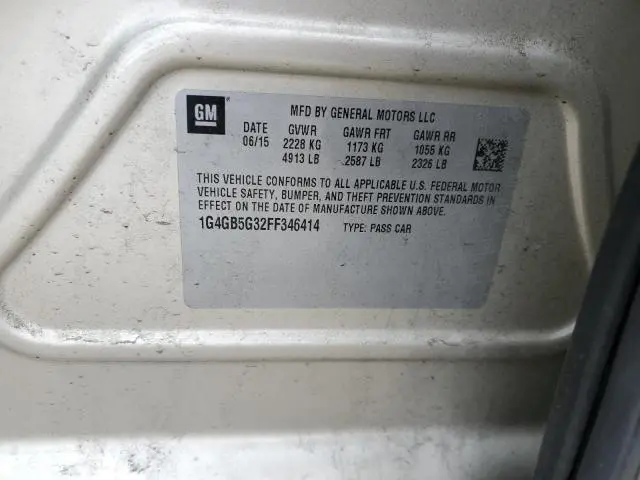 GM
MFD BY GENERAL MOTORS LLC
DATE GVWR GAWR FRT GAWR RR
06/15 2228 KG 1173 KG 1055 KG
4913 LB 2587 LB 2326 LB
THIS VEHICLE CONFORMS TO ALL APPLICABLE U.S. FEDERAL MOTOR
VEHICLE SAFETY, BUMPER, AND THEFT PREVENTION STANDARDS IN
EFFECT ON THE DATE OF MANUFACTURE SHOWN ABOVE.
1G4GB5G32FF346414 TYPE: PASS CAR